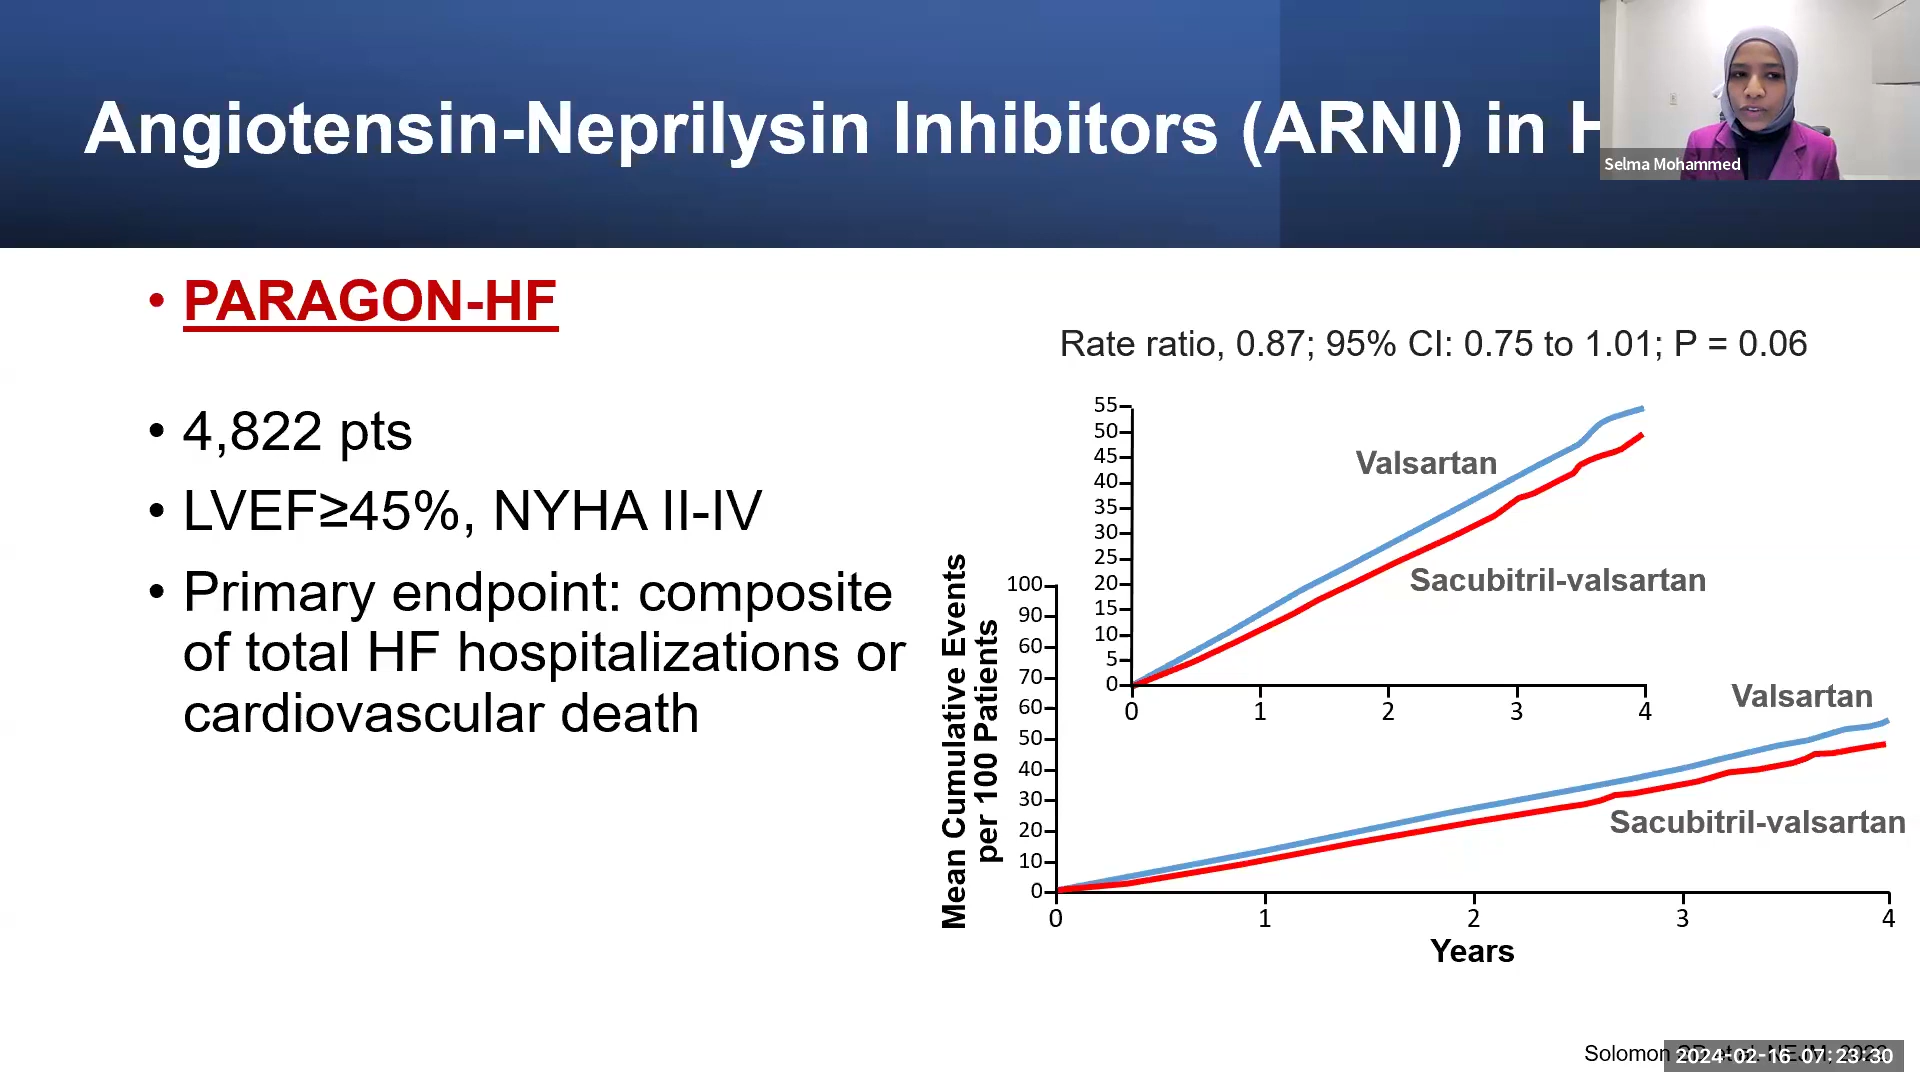 Angiotensin-Neprilysin Inhibitors (ARNI) in H
Selma Mohammed
• PARAGON-HF
• 4,822 pts
• LVEF≥45%, NYHA II-IV
• Primary endpoint: composite
of total HF hospitalizations or
cardiovascular death
Rate ratio, 0.87; 95% CI: 0.75 to 1.01; P = 0.06
55
50
45
40
35
30
25
20
15
10
5
0
0 1 2 3 4
Valsartan
Sacubitril-valsartan
Mean Cumulative Events
per 100 Patients
100
90
60
70
60
50
40
30
20
10
0
0 1 2 3 4
Valsartan
Sacubitril-valsartan
Years
Solomon
2024-02-16 07:23:30